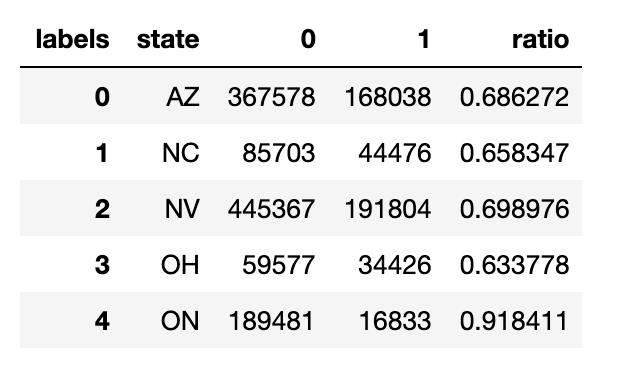 labels state 0 1 ratio
0 AZ 367578 168038 0.686272
1 NC 85703 44476 0.658347
2 NV 445367 191804 0.698976
3 OH 59577 34426 0.633778
4 ON 189481 16833 0.918411